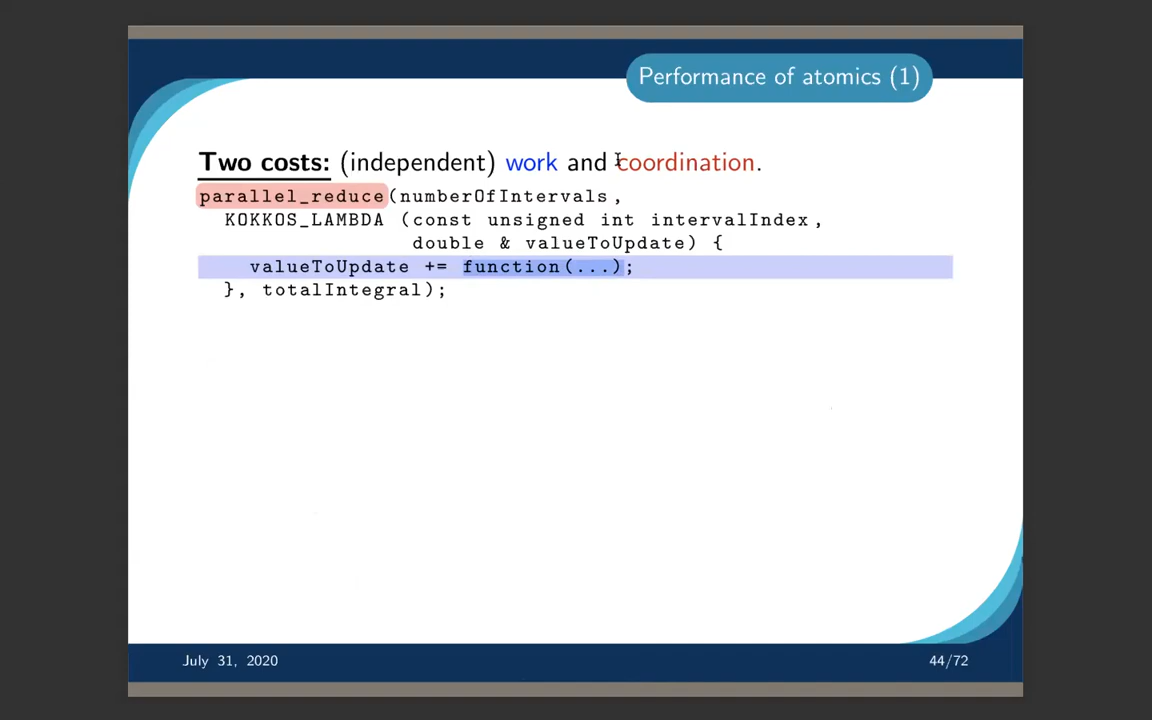 Performance of atomics (1)
Two costs: (independent) work and coordination.
parallel_reduce(numberOfIntervals,
KOKKOS_LAMBDA (const unsigned int intervalIndex,
double & valueToUpdate) {
valueToUpdate += function(...);
}, totalIntegral);
July 31, 2020
44/72